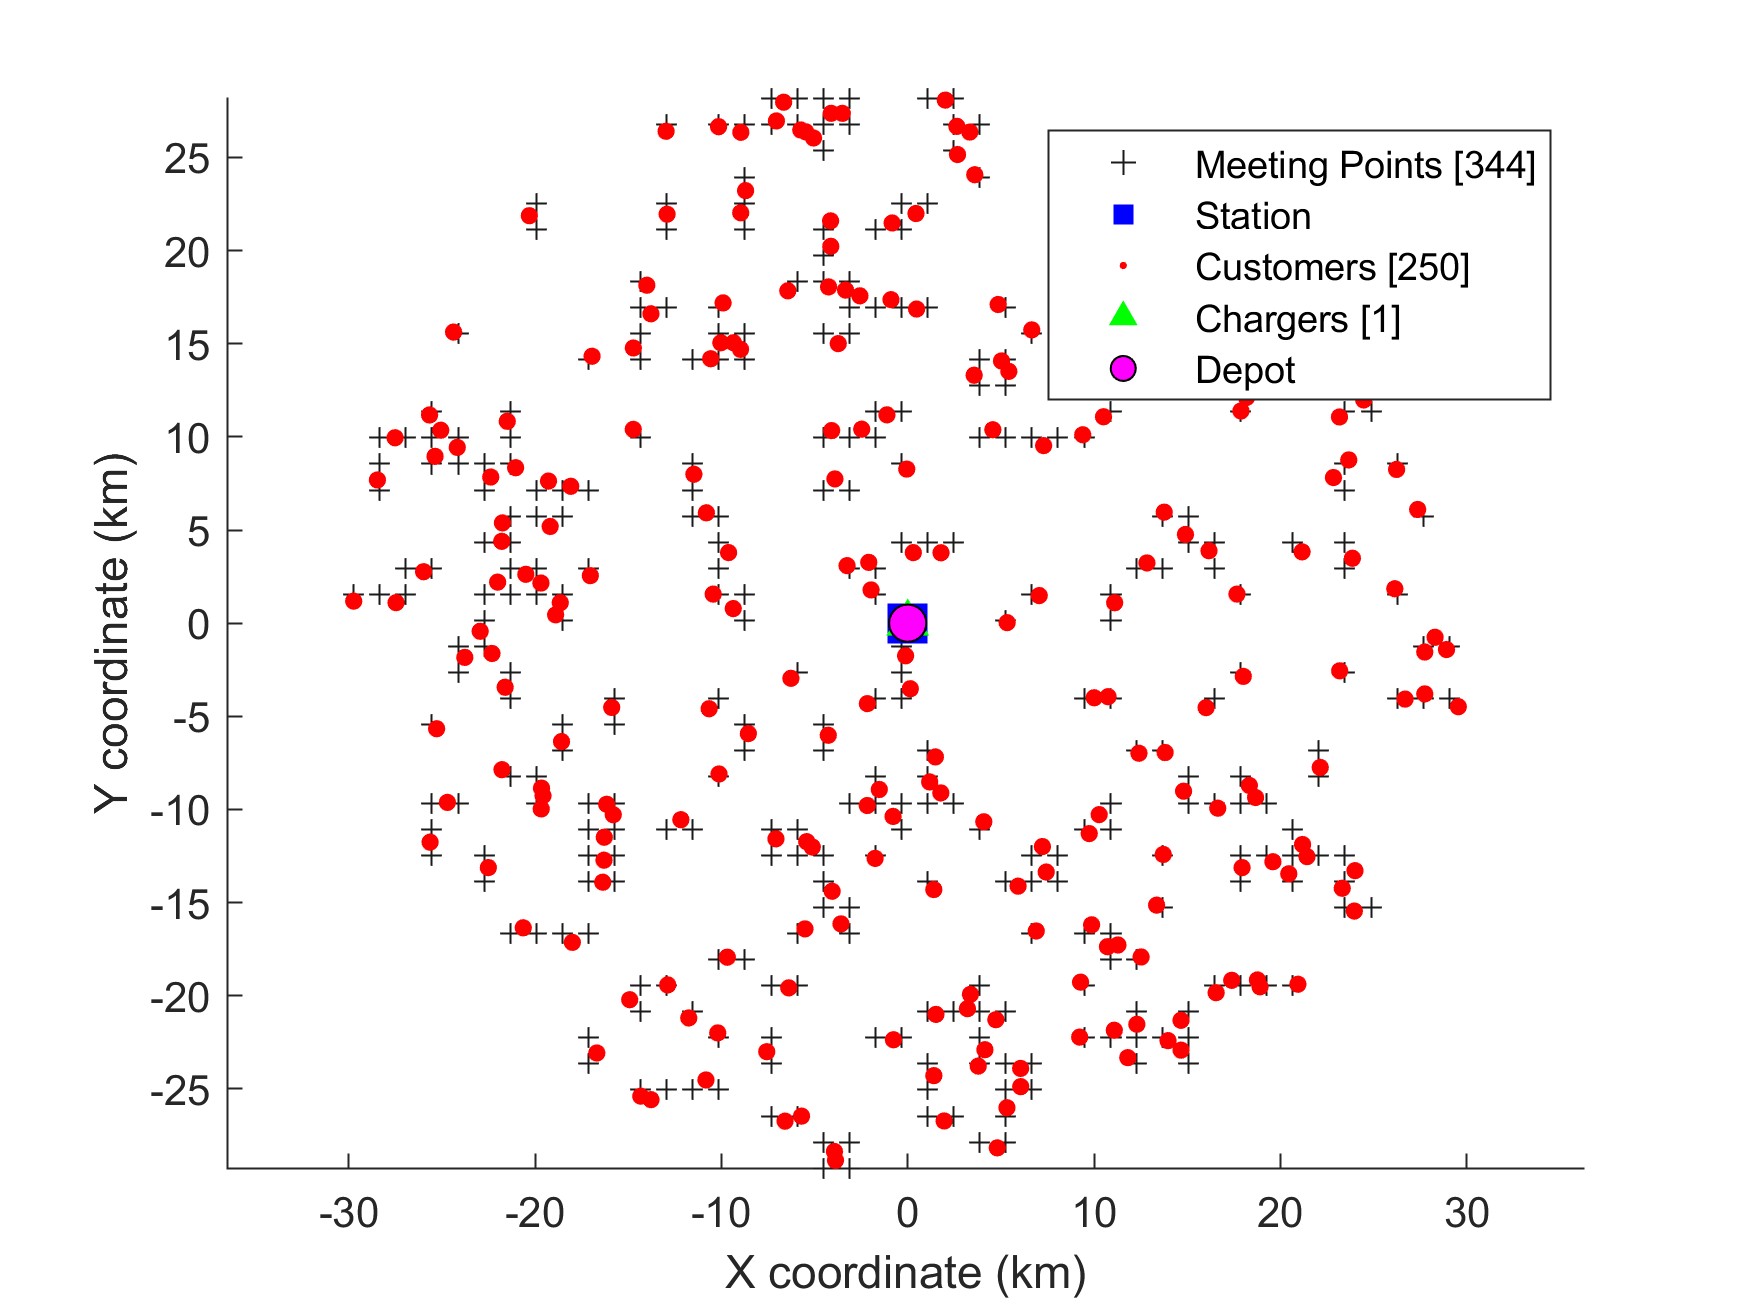 25
20
15
10
5
0
-5
-10
-15
-20
-25
Y coordinate (km)
Meeting Points [344]
Station
Customers [250]
Chargers [1]
Depot
-30 -20 -10 0 10 20 30
X coordinate (km)